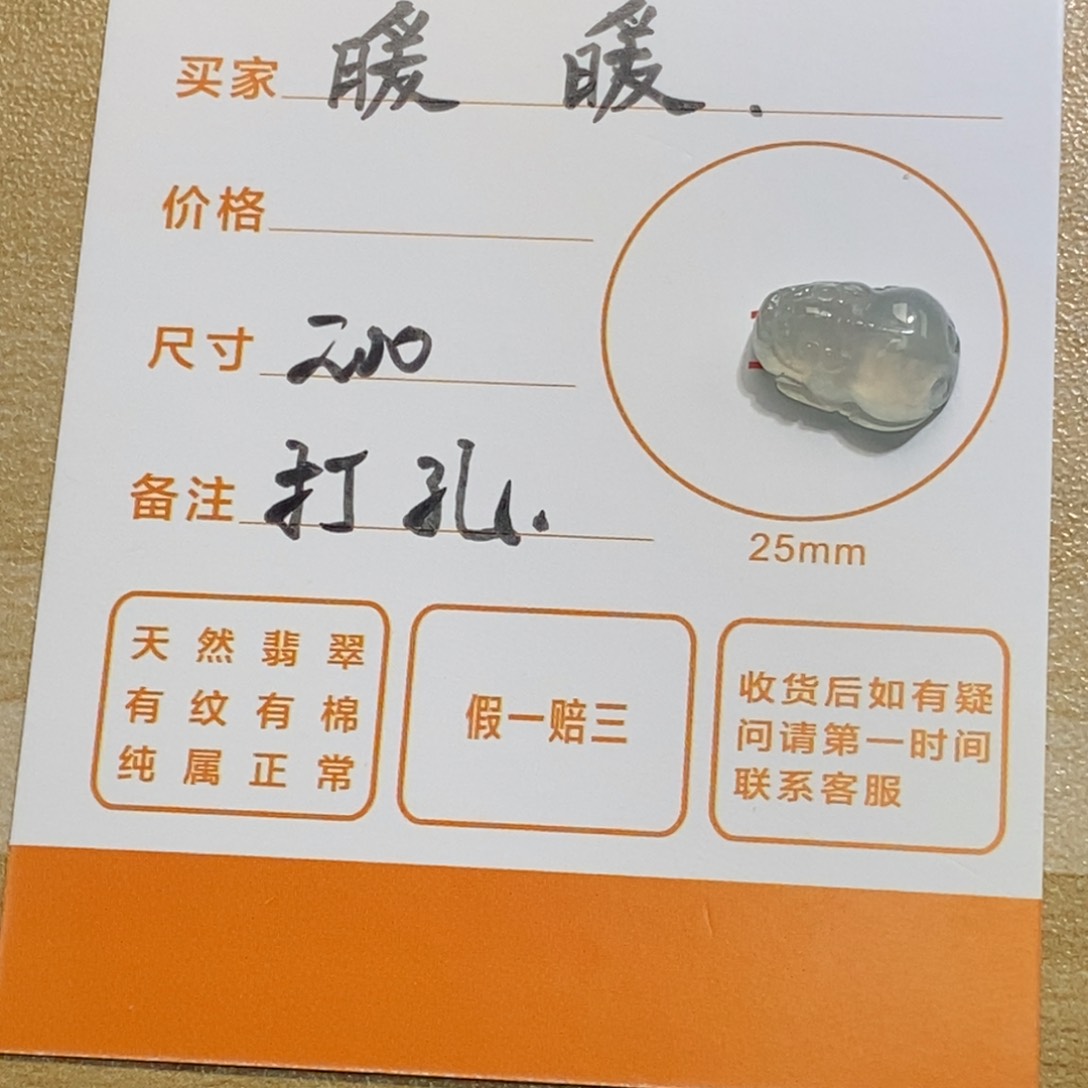 买家 暖 暖.
价格
尺寸
备注 打 孔.
25mm
天然翡翠
有纹有棉
纯属正常
假一赔三
收货后如有疑
问请第一时间
联系客服